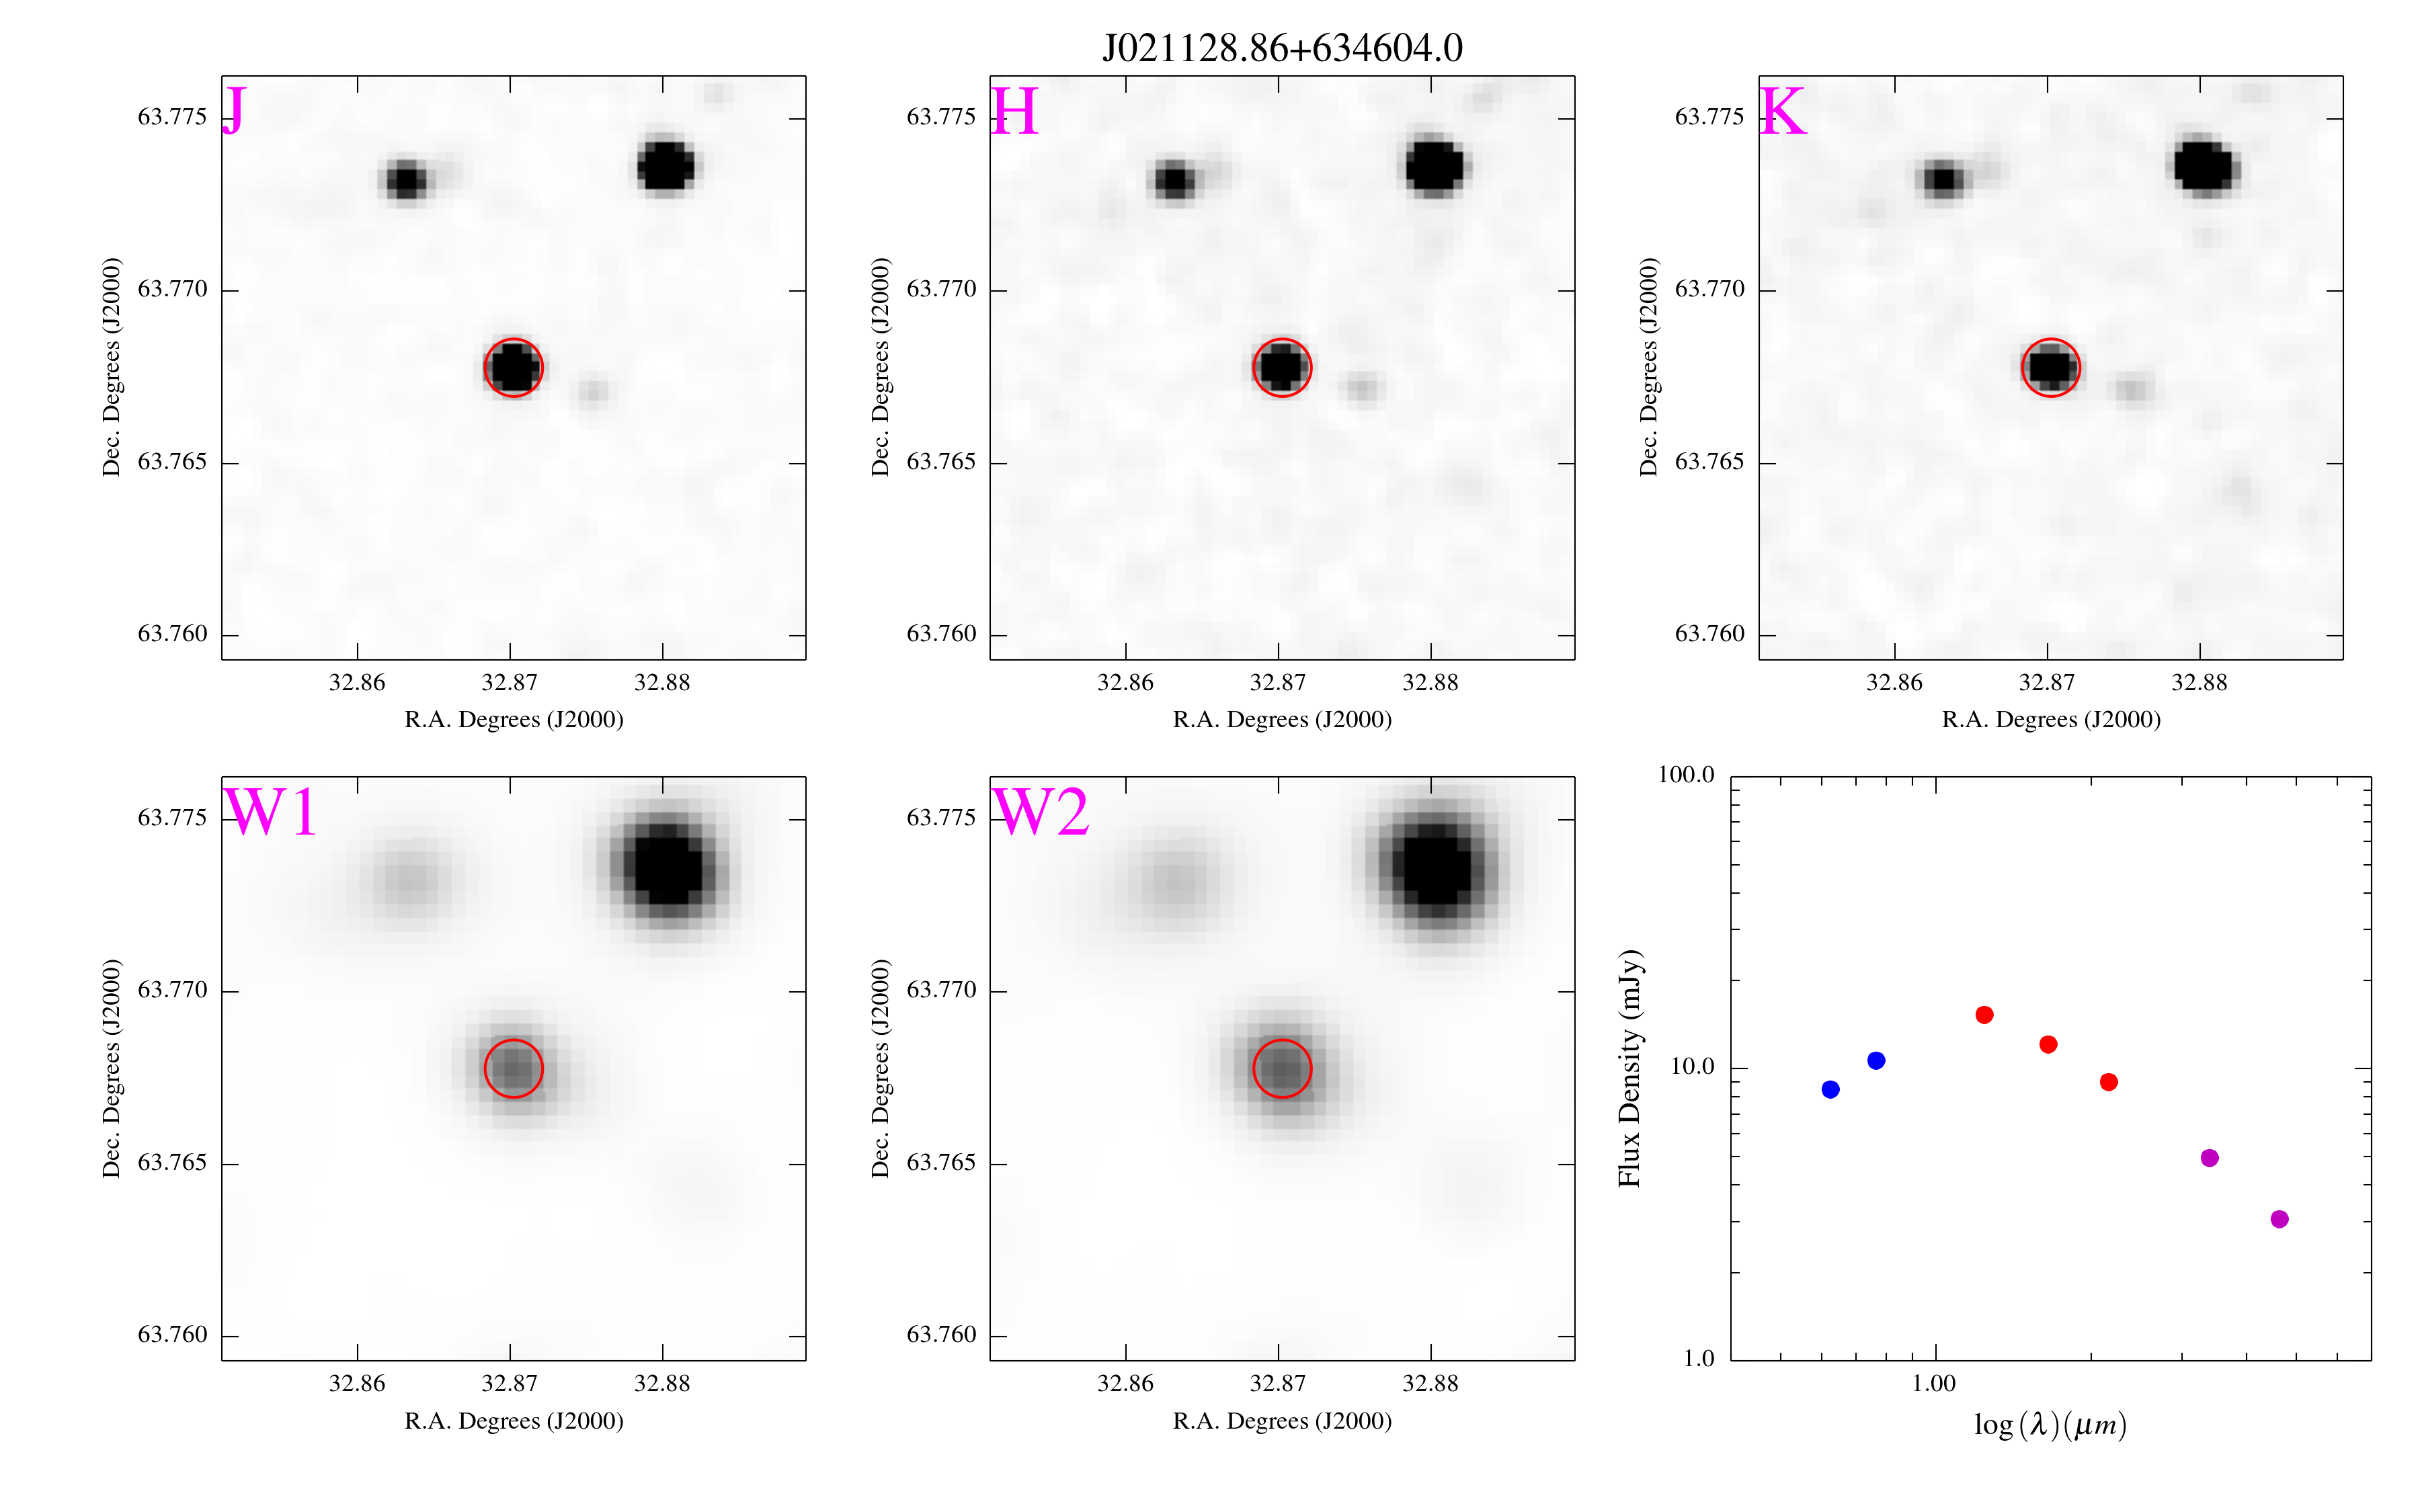 J021128.86+634604.0
J
63.775
63.770
63.765
63.760
Dec. Degrees (J2000)
32.86 32.87 32.88
R.A. Degrees (J2000)
H
63.775
63.770
63.765
63.760
Dec. Degrees (J2000)
32.86 32.87 32.88
R.A. Degrees (J2000)
K
63.775
63.770
63.765
63.760
Dec. Degrees (J2000)
32.86 32.87 32.88
R.A. Degrees (J2000)
W1
63.775
63.770
63.765
63.760
Dec. Degrees (J2000)
32.86 32.87 32.88
R.A. Degrees (J2000)
W2
63.775
63.770
63.765
63.760
Dec. Degrees (J2000)
32.86 32.87 32.88
R.A. Degrees (J2000)
100.0
10.0
1.0
Flux Density (mJy)
1.00
log(λ)(μm)